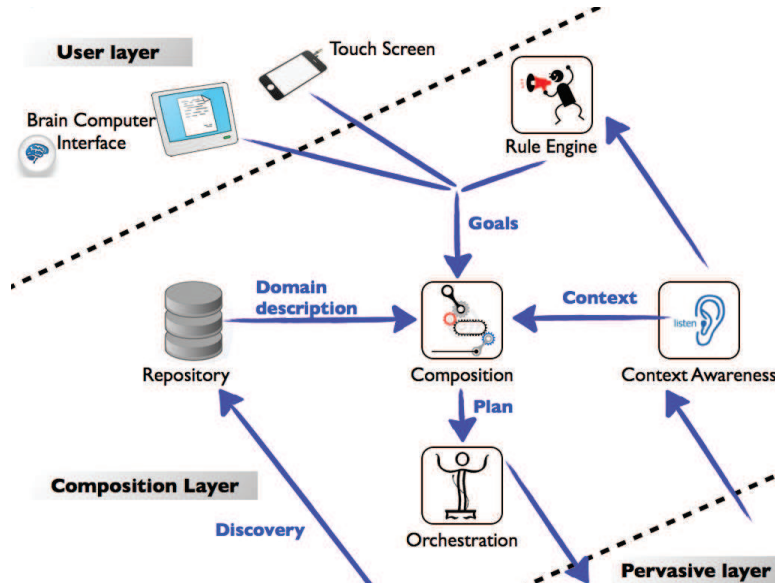 User layer
Touch Screen
Brain Computer
Interface
Rule Engine
Goals
Domain
description
Context
listen
Repository
Composition
Context Awareness
Plan
Composition Layer
Discovery
Orchestration
Pervasive layer